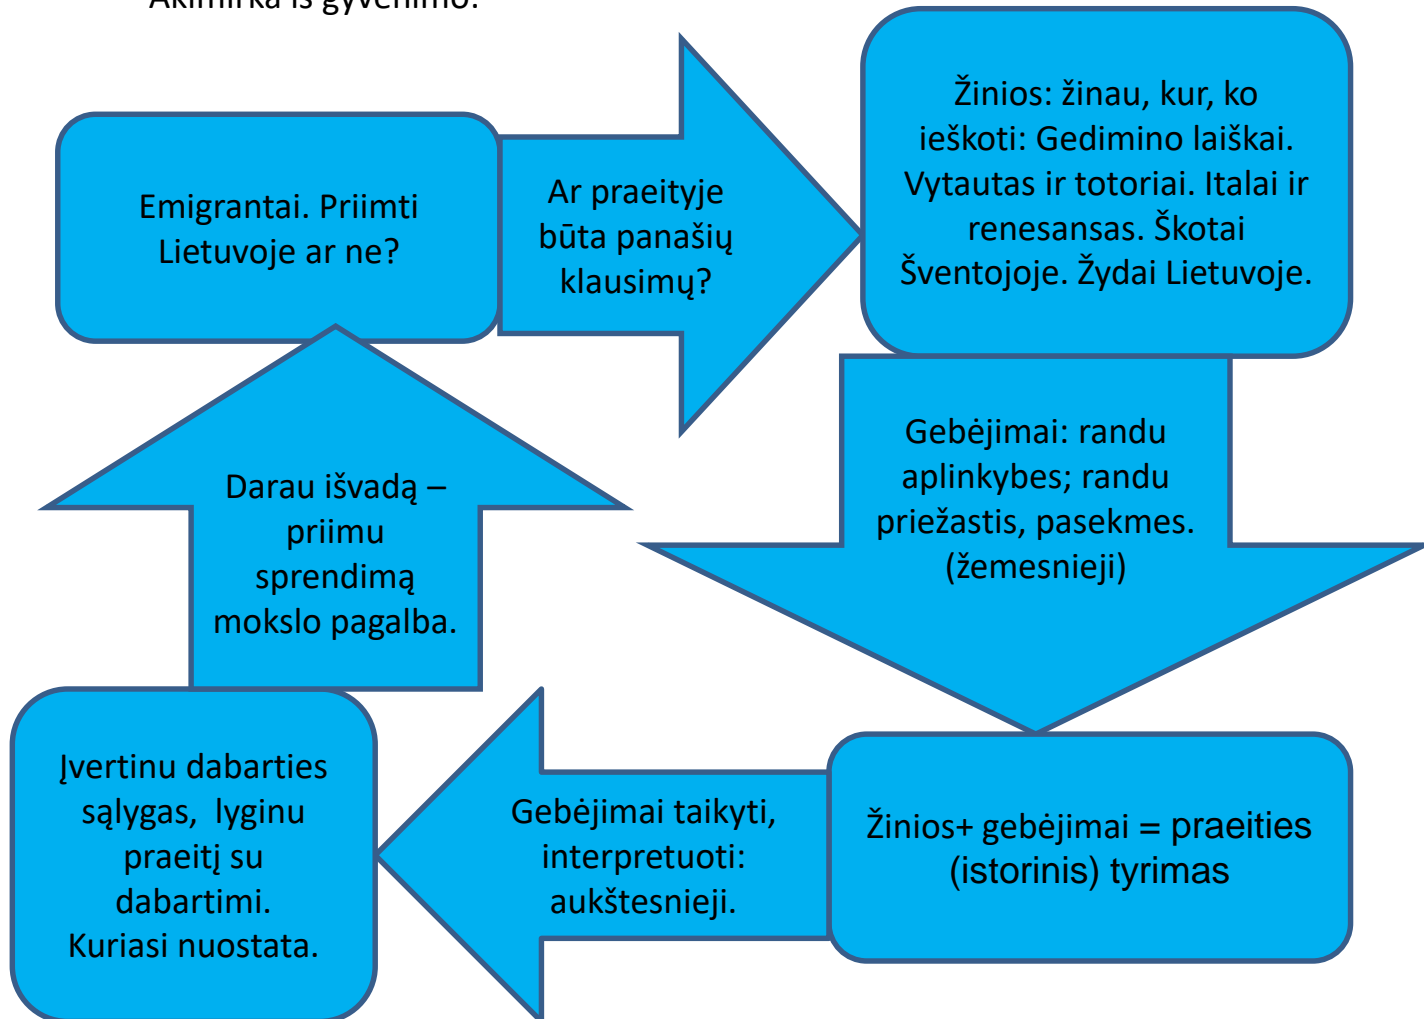 Akimirka iš gyvenimo.
Emigrantai. Priimti
Lietuvoje ar ne?
Ar praeityje
būta panašių
klausimų?
Žinios: žinau, kur, ko
ieškoti: Gedimino laiškai.
Vytautas ir totoriai. Italai ir
renesansas. Škotai
Šventojoje. Žydai Lietuvoje.
Gebėjimai: randu
aplinkybes; randu
priežastis, pasekmes.
(žemesnieji)
Žinios+ gebėjimai = praeities
(istorinis) tyrimas
Gebėjimai taikyti,
interpretuoti:
aukštesnieji.
Įvertinu dabarties
sąlygas, lyginu
praeitį su
dabartimi.
Kuriasi nuostata.
Darau išvadą –
priimu
sprendimą
mokslo pagalba.